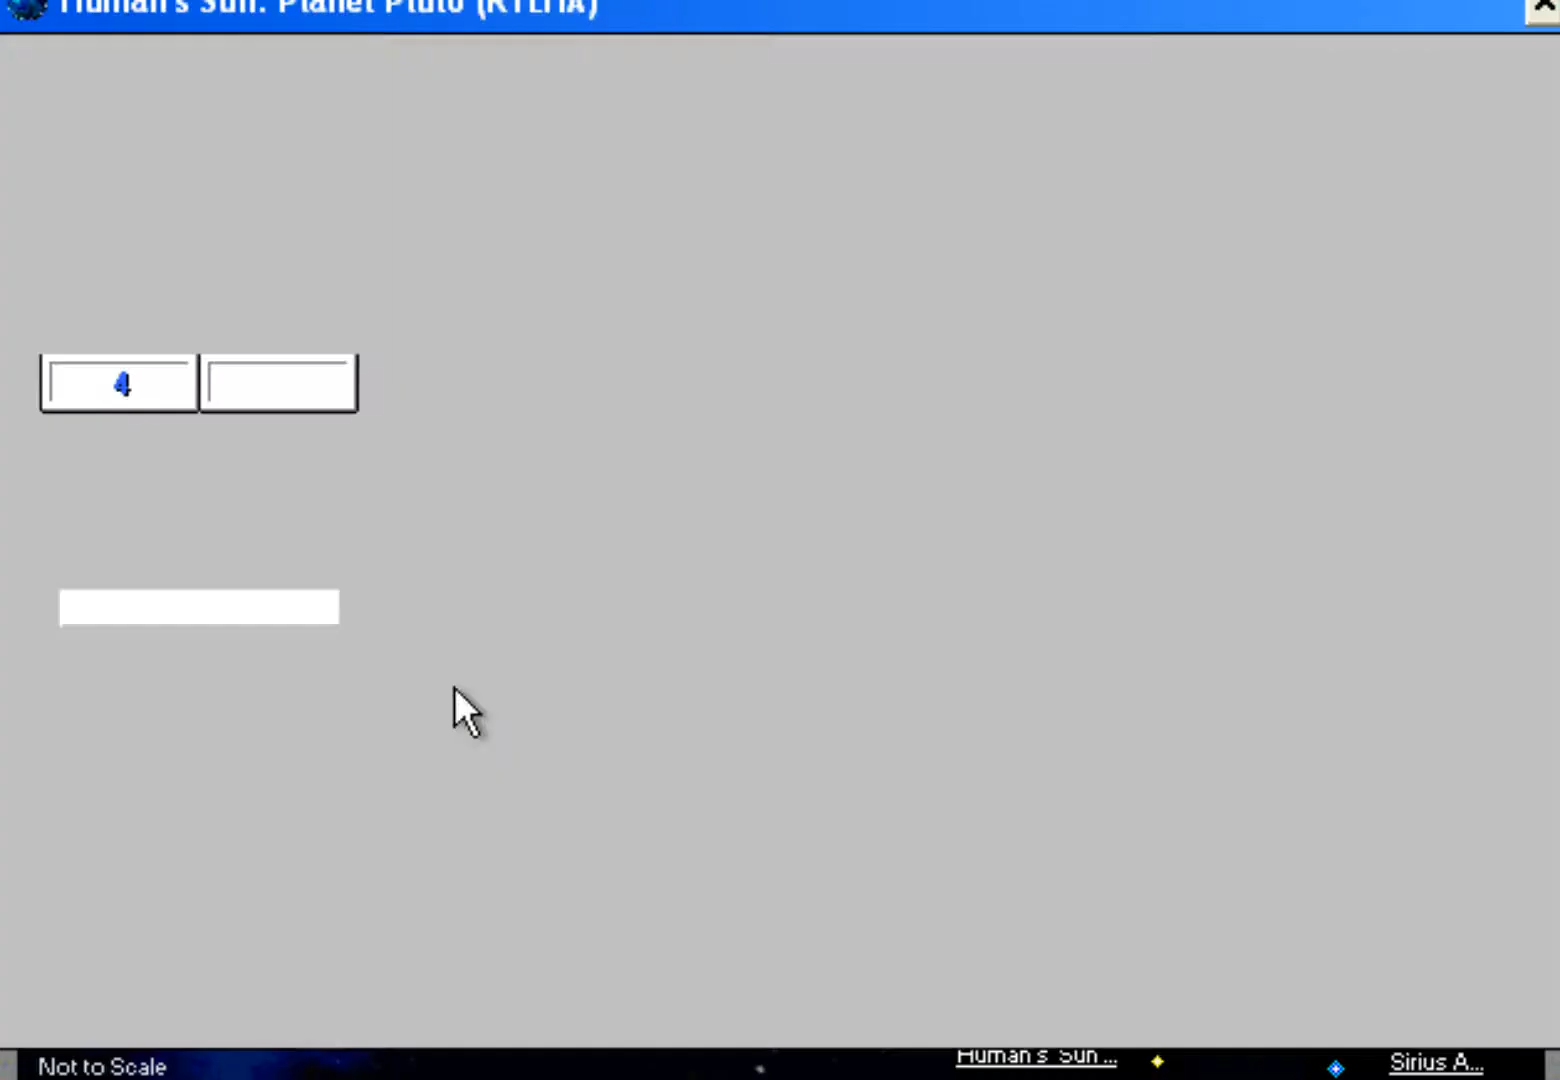 Human's Sun: Planet Pluto (RTLHA)
4
Not to Scale
Human's Sun ...
Sirius A...